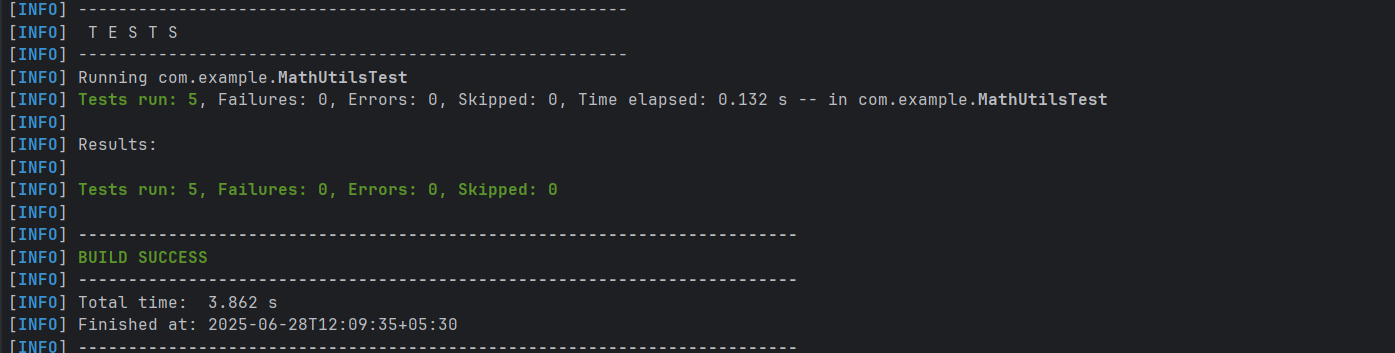 [INFO] -------------------------------------------------------
[INFO]  T E S T S
[INFO] -------------------------------------------------------
[INFO] Running com.example.MathUtilsTest
[INFO] Tests run: 5, Failures: 0, Errors: 0, Skipped: 0, Time elapsed: 0.132 s -- in com.example.MathUtilsTest
[INFO]
[INFO] Results:
[INFO]
[INFO] Tests run: 5, Failures: 0, Errors: 0, Skipped: 0
[INFO]
[INFO] ------------------------------------------------------------------------
[INFO] BUILD SUCCESS
[INFO] ------------------------------------------------------------------------
[INFO] Total time:  3.862 s
[INFO] Finished at: 2025-06-28T12:09:35+05:30
[INFO] ------------------------------------------------------------------------